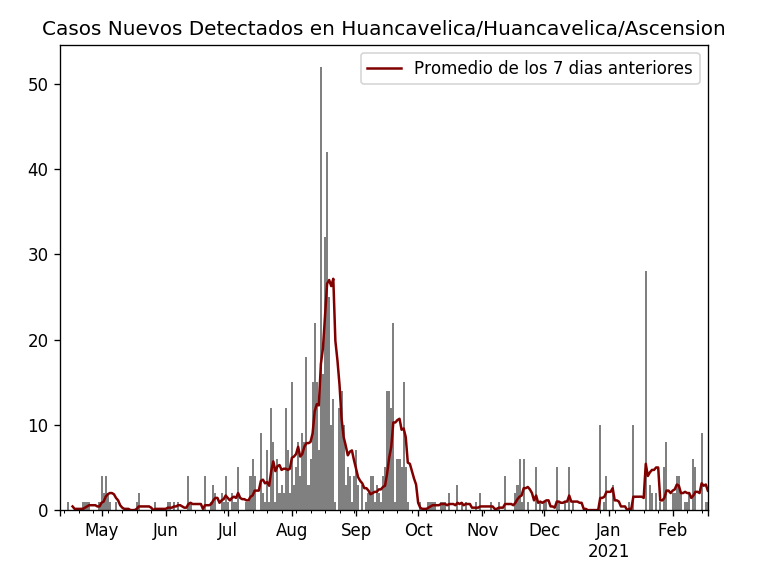 Casos Nuevos Detectados en Huancavelica/Huancavelica/Ascension
Promedio de los 7 dias anteriores
50
40
30
20
10
0
May Jun Jul Aug Sep Oct Nov Dec Jan Feb
2021